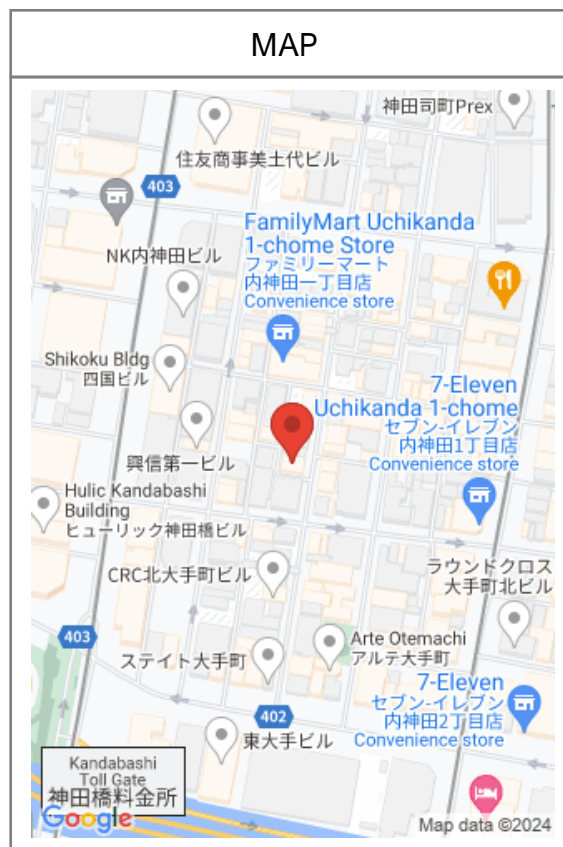 MAP
神田司町Prex
住友商事美土代ビル
403
FamilyMart Uchikanda
1-chome Store
ファミリーマート
内神田一丁目店
Convenience store
NK内神田ビル
Shikoku Bldg
四国ビル
7-Eleven
Uchikanda 1-chome
セブン-イレブン
内神田1丁目店
Convenience store
興信第一ビル
Hulic Kandabashi
Building
ヒューリック神田橋ビル
CRC北大手町ビル
ラウンドクロス
大手町北ビル
403
Arte Otemachi
アルテ大手町
ステイト大手町
7-Eleven
セブン-イレブン
内神田2丁目店
Convenience store
402
東大手ビル
Kandabashi
Toll Gate
神田橋料金所
Google
Map data ©2024